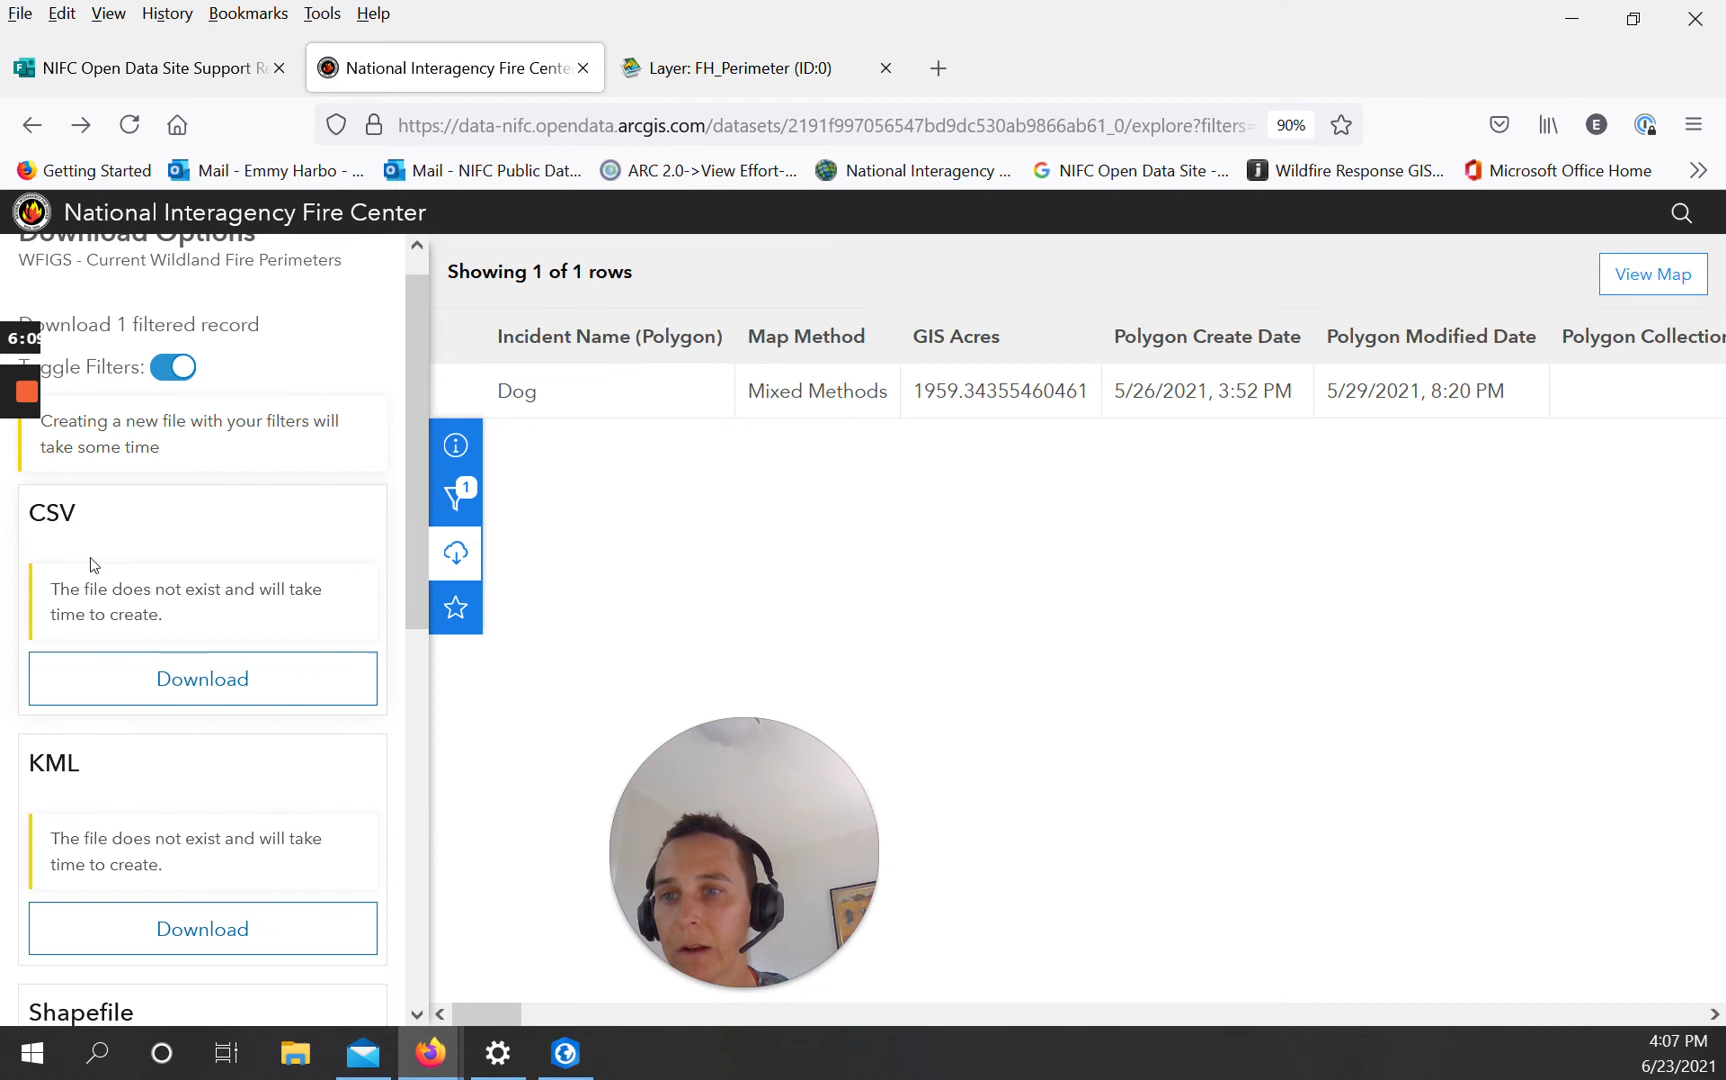 File Edit View History Bookmarks Tools Help
NIFC Open Data Site Support Re
National Interagency Fire Cente
Layer: FH_Perimeter (ID:0)
https://data-nifc.opendata.arcgis.com/datasets/2191f997056547bd9dc530ab9866ab61_0/explore?filters=
90%
E
Getting Started
Mail - Emmy Harbo - ...
Mail - NIFC Public Dat...
ARC 2.0->View Effort-...
National Interagency ...
NIFC Open Data Site -...
Wildfire Response GIS...
Microsoft Office Home
National Interagency Fire Center
Download Options
WFIGS - Current Wildland Fire Perimeters
Download 1 filtered record
6:09
Toggle Filters:
Creating a new file with your filters will
take some time
CSV
The file does not exist and will take
time to create.
Download
KML
The file does not exist and will take
time to create.
Download
Shapefile
1
Showing 1 of 1 rows
View Map
Incident Name (Polygon) Map Method GIS Acres Polygon Create Date Polygon Modified Date Polygon Collection
Dog Mixed Methods 1959.34355460461 5/26/2021, 3:52 PM 5/29/2021, 8:20 PM
4:07 PM
6/23/2021